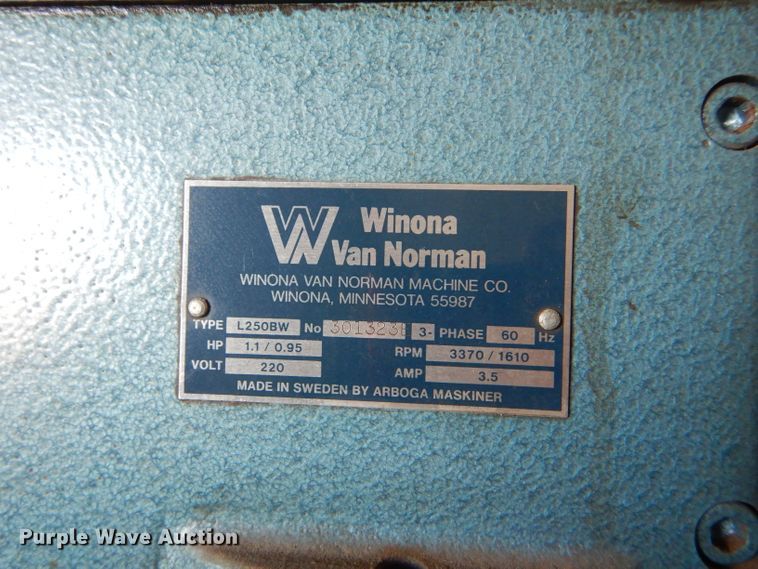 W Winona
Van Norman
WINONA VAN NORMAN MACHINE CO.
WINONA, MINNESOTA 55987
TYPE L250BW No 3- PHASE 60 Hz
HP 1.1 / 0.95 RPM 3370 / 1610
VOLT 220 AMP 3.5
MADE IN SWEDEN BY ARBOGA MASKINER
Purple Wave Auction